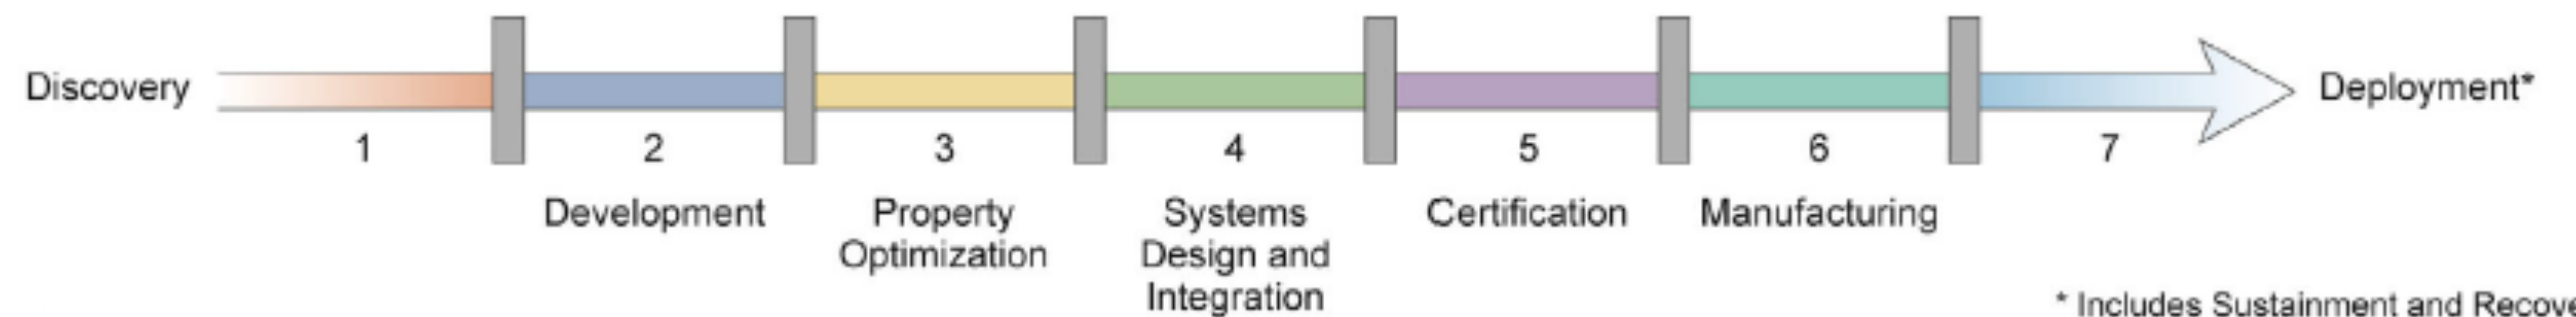 Discovery
Deployment*
1
2
3
4
5
6
7
Development
Property
Optimization
Systems
Design and
Integration
Certification
Manufacturing
* Includes Sustainment and